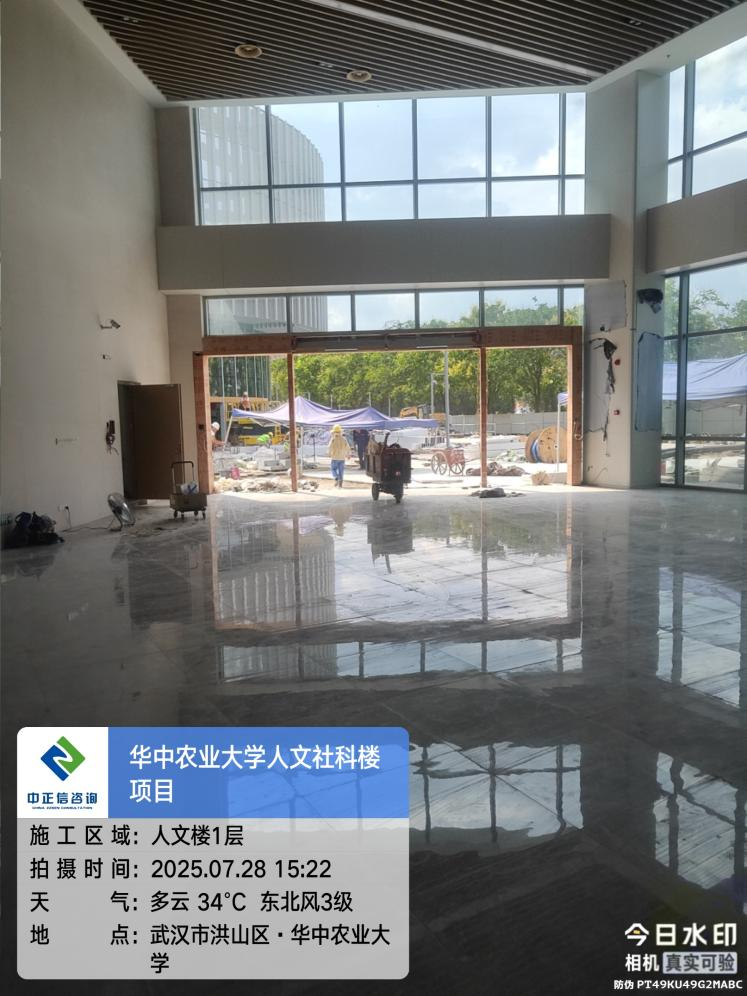 华中农业大学人文社科楼
项目
中正信咨询
CHINA ZENXN CONSULTATION
施工区域：人文楼1层
拍摄时间：2025.07.28 15:22
天气：多云 34℃ 东北风3级
地点：武汉市洪山区·华中农业大
学
今日水印
相机 真实可验
防伪 PT49KU49G2MABC